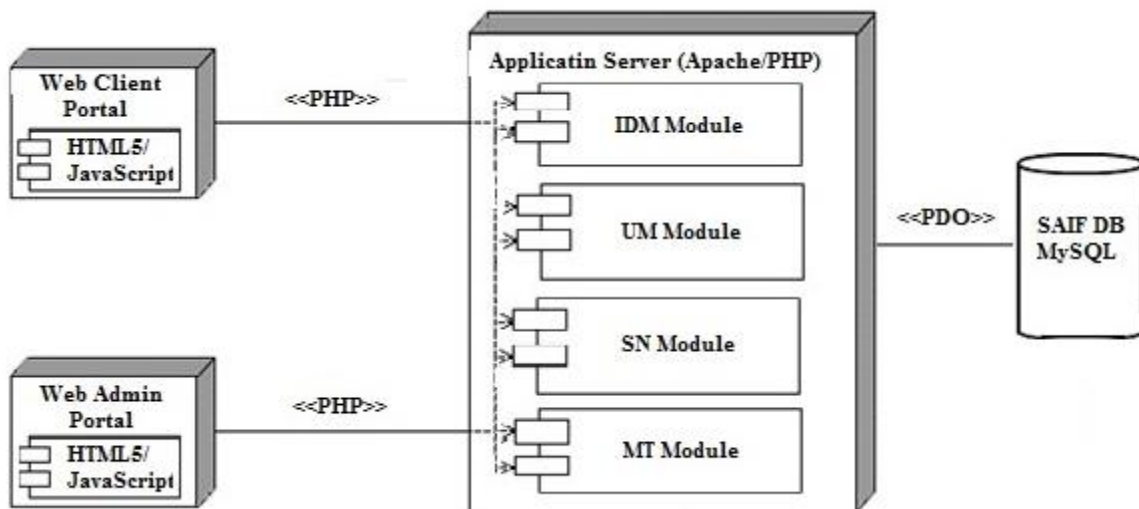 Web Client
Portal
HTML5/
JavaScript
<<PHP>>
Applicatin Server (Apache/PHP)
IDM Module
UM Module
SN Module
MT Module
<<PDO>>
SAIF DB
MySQL
Web Admin
Portal
HTML5/
JavaScript
<<PHP>>